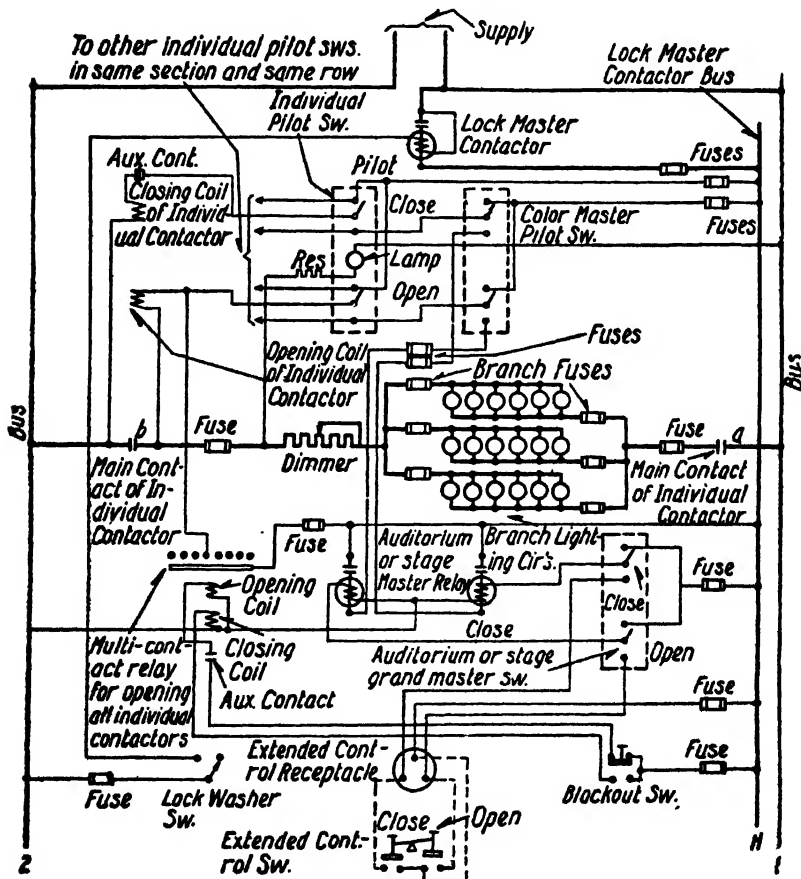 Supply
To other individual pilot sws.
in same section and same row
Lock Master
Contactor Bus
Individual
Pilot Sw.
Lock Master
Contactor
Fuses
Aux. Cont.
Closing Coil
of Individ-
ual Contactor
Pilot
Close
Color Master
Pilot Sw.
Fuses
Res
Lamp
Open
Opening Coil
of Individual
Contactor
Fuses
Branch Fuses
Bus
Bus
b
Fuse
Dimmer
Fuse
a
Main Cont-
act of In-
dividual
Contactor
Main Contact
of Individual
Contactor
Fuse
Auditorium
or stage
Master Relay
Branch Light-
ing Cir's.
Fuse
Opening
Coil
Close
Close
Multi-cont-
act relay
for opening
all individual
contactors
Closing
Coil
Aux. Contact
Auditorium or stage
grand master sw.
Open
Fuse
Extended Cont-
rol Receptacle
Fuse
Fuse
Lock Washer
Sw.
Blackout Sw.
Close
Open
Extended Cont-
rol Sw.
2
N
1